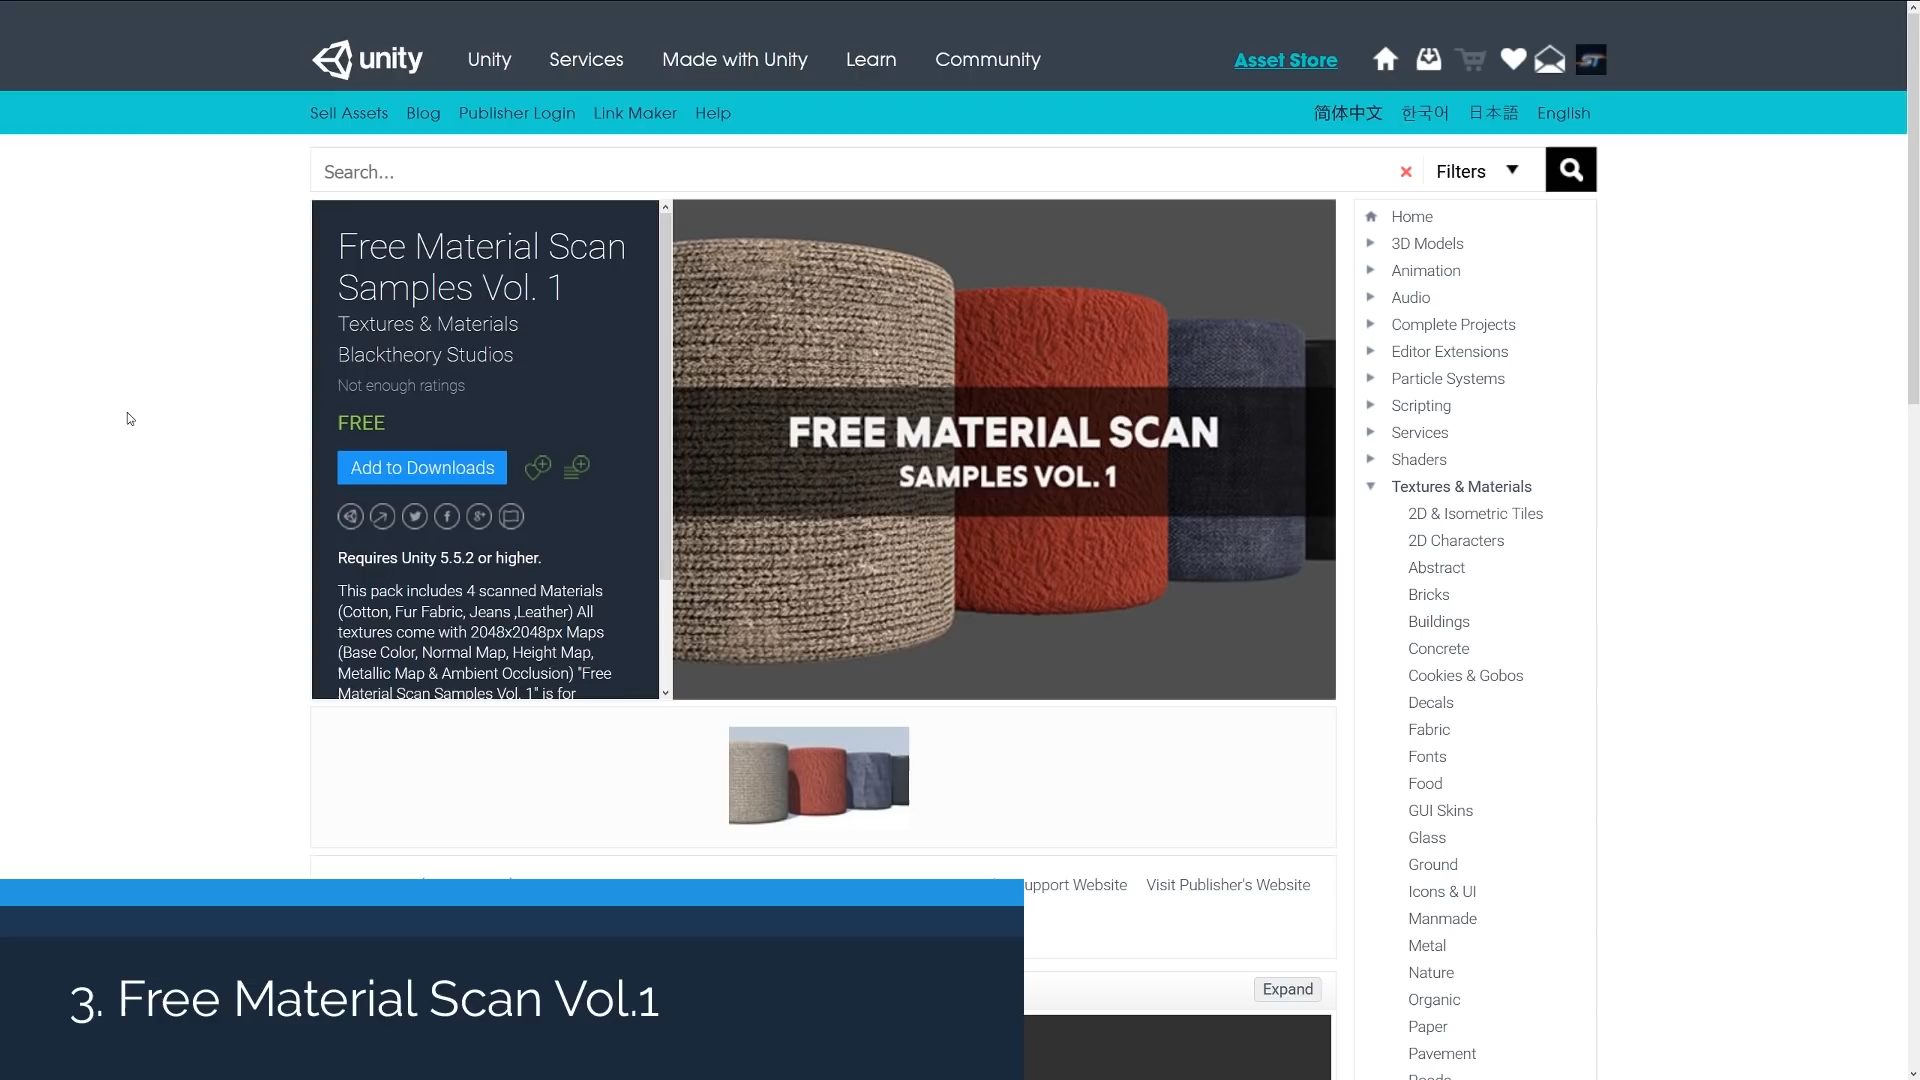 unity
Unity
Services
Made with Unity
Learn
Community
Asset Store
ST
Sell Assets
Blog
Publisher Login
Link Maker
Help
简体中文
한국어
日本語
English
Search...
Filters
Free Material Scan
Samples Vol. 1
Textures & Materials
Blacktheory Studios
Not enough ratings
FREE
Add to Downloads
Requires Unity 5.5.2 or higher.
This pack includes 4 scanned Materials
(Cotton, Fur Fabric, Jeans ,Leather) All
textures come with 2048x2048px Maps
(Base Color, Normal Map, Height Map,
Metallic Map & Ambient Occlusion) "Free
Material Scan Samples Vol. 1" is for
FREE MATERIAL SCAN
SAMPLES VOL. 1
Home
3D Models
Animation
Audio
Complete Projects
Editor Extensions
Particle Systems
Scripting
Services
Shaders
Textures & Materials
2D & Isometric Tiles
2D Characters
Abstract
Bricks
Buildings
Concrete
Cookies & Gobos
Decals
Fabric
Fonts
Food
GUI Skins
Glass
Ground
Icons & UI
Manmade
Metal
Nature
Organic
Paper
Pavement
upport Website
Visit Publisher's Website
Expand
3. Free Material Scan Vol.1